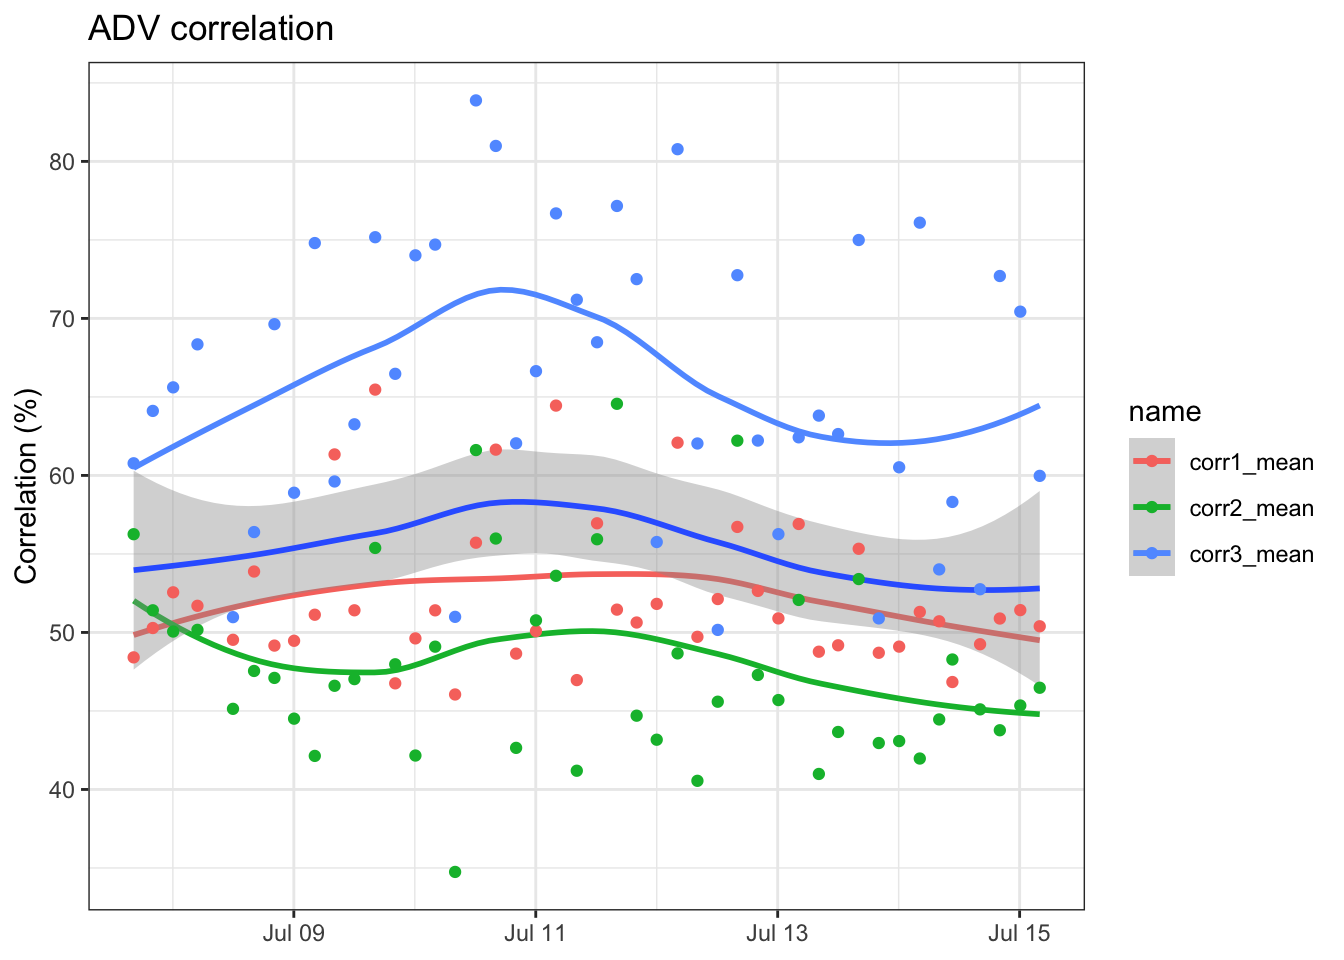 ADV correlation
Correlation (%)
80
70
60
50
40
Jul 09
Jul 11
Jul 13
Jul 15
name
corr1_mean
corr2_mean
corr3_mean